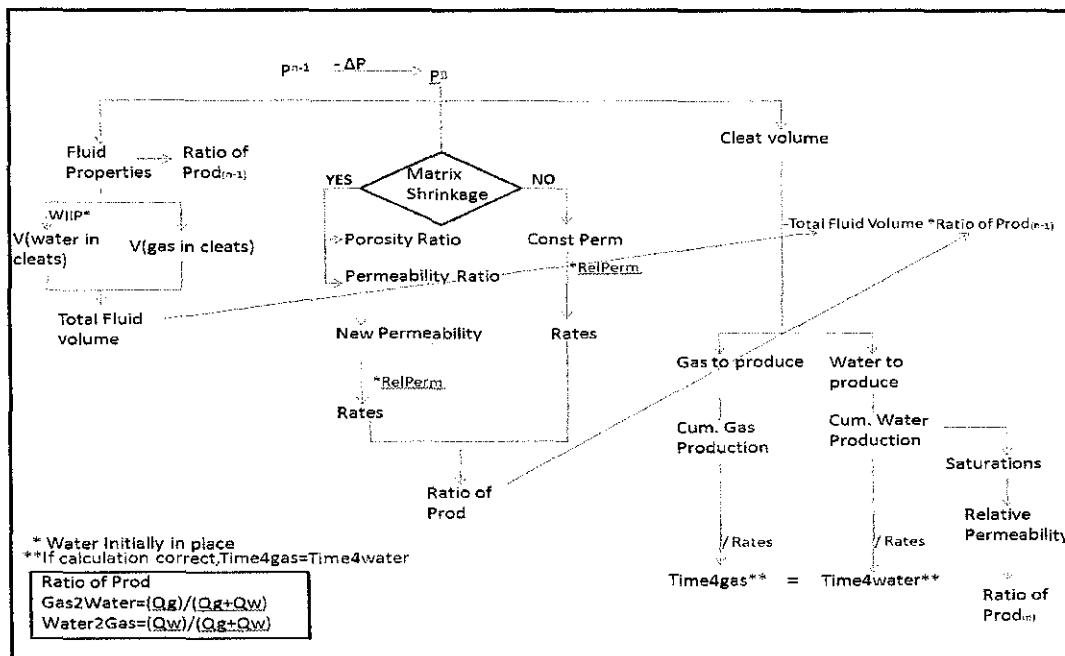 pⁿ⁻¹ - ΔP pⁿ
Cleat volume
Fluid
Properties
Ratio of
Prod(n-1)
YES
Matrix
Shrinkage
NO
WIIP*
V(water in
cleats)
V(gas in cleats)
Porosity Ratio
Const Perm
-Total Fluid Volume *Ratio of Prod(n-1)
Permeability Ratio
*RelPerm
Total Fluid
volume
New Permeability
Rates
Gas to produce
Water to
produce
*RelPerm
Rates
Cum. Gas
Production
Cum. Water
Production
Saturations
Ratio of
Prod
Relative
Permeability
/Rates
/Rates
* Water Initially in place
**If calculation correct,Time4gas=Time4water
Time4gas** = Time4water**
Ratio of
Prod(n)
Ratio of Prod
Gas2Water=(Qg)/(Qg+Qw)
Water2Gas=(Qw)/(Qg+Qw)